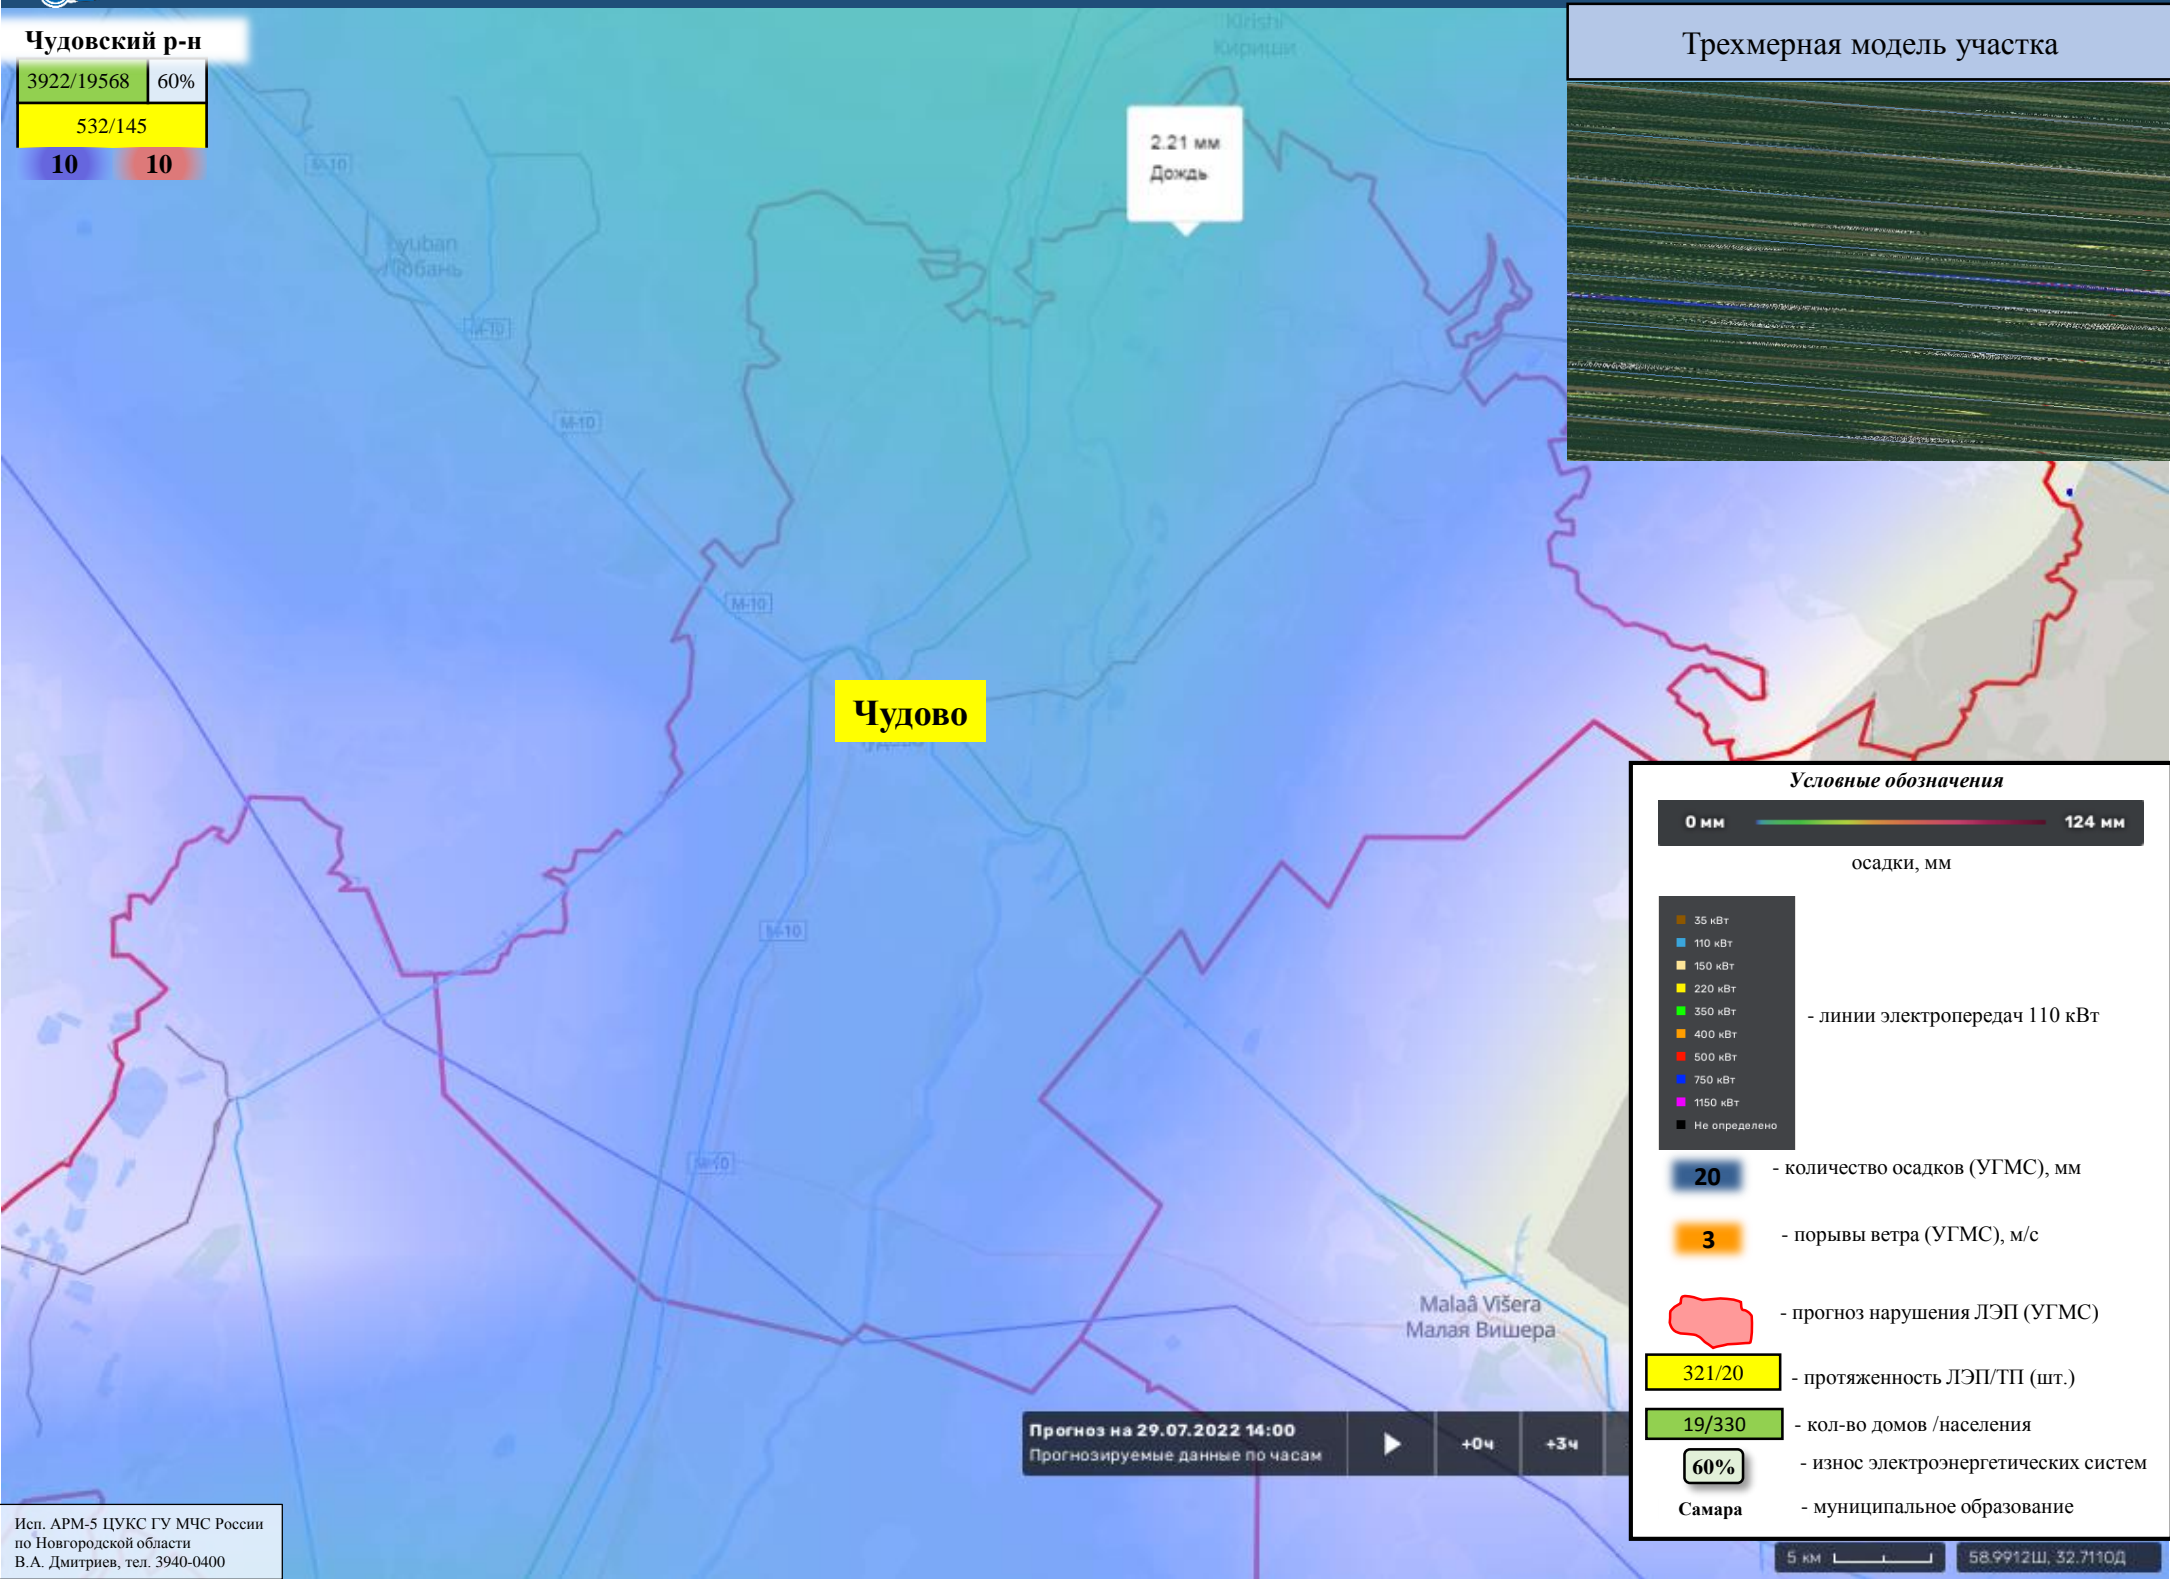 Чудовский р-н
3922/19568 60%
532/145
10 10
Kirishi
Кириши
Трехмерная модель участка
2.21 мм
Дождь
M-10
Lyuban
Любань
M-10
M-10
M-10
Чудово
M-10
M-10
Malaâ Višera
Малая Вишера
Условные обозначения
0 мм 124 мм
осадки, мм
35 кВт
110 кВт
150 кВт
220 кВт
350 кВт
400 кВт
500 кВт
750 кВт
1150 кВт
Не определено
- линии электропередач 110 кВт
20 - количество осадков (УГМС), мм
3 - порывы ветра (УГМС), м/с
- прогноз нарушения ЛЭП (УГМС)
321/20 - протяженность ЛЭП/ТП (шт.)
19/330 - кол-во домов /населения
60% - износ электроэнергетических систем
Самара - муниципальное образование
Прогноз на 29.07.2022 14:00
Прогнозируемые данные по часам
+0ч +3ч
Исп. АРМ-5 ЦУКС ГУ МЧС России
по Новгородской области
В.А. Дмитриев, тел. 3940-0400
5 км 58.9912Ш, 32.7110Д